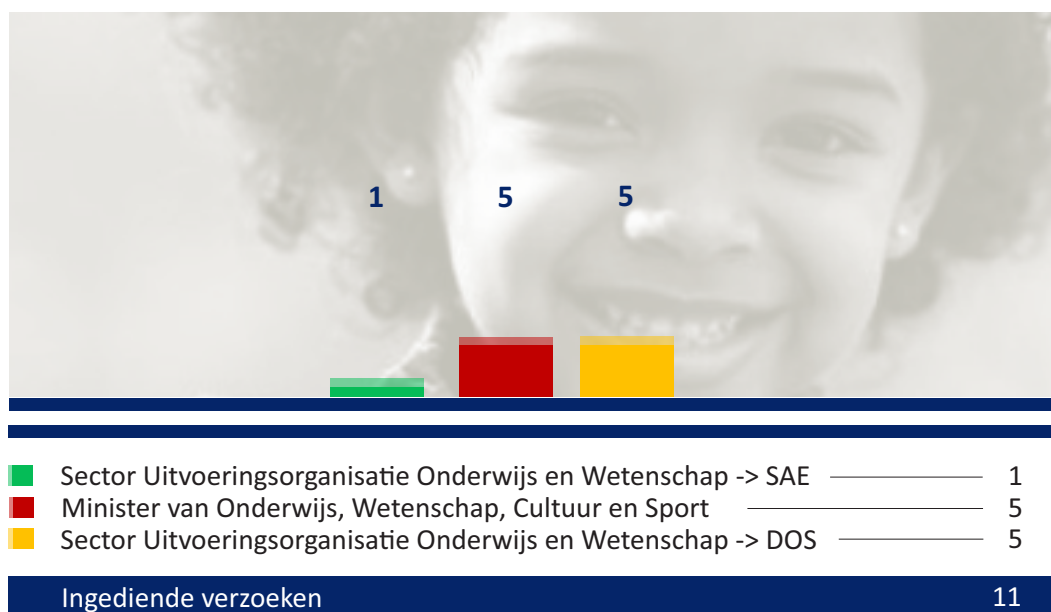 1 5 5
Sector Uitvoeringsorganisatie Onderwijs en Wetenschap -> SAE 1
Minister van Onderwijs, Wetenschap, Cultuur en Sport 5
Sector Uitvoeringsorganisatie Onderwijs en Wetenschap -> DOS 5
Ingediende verzoeken 11